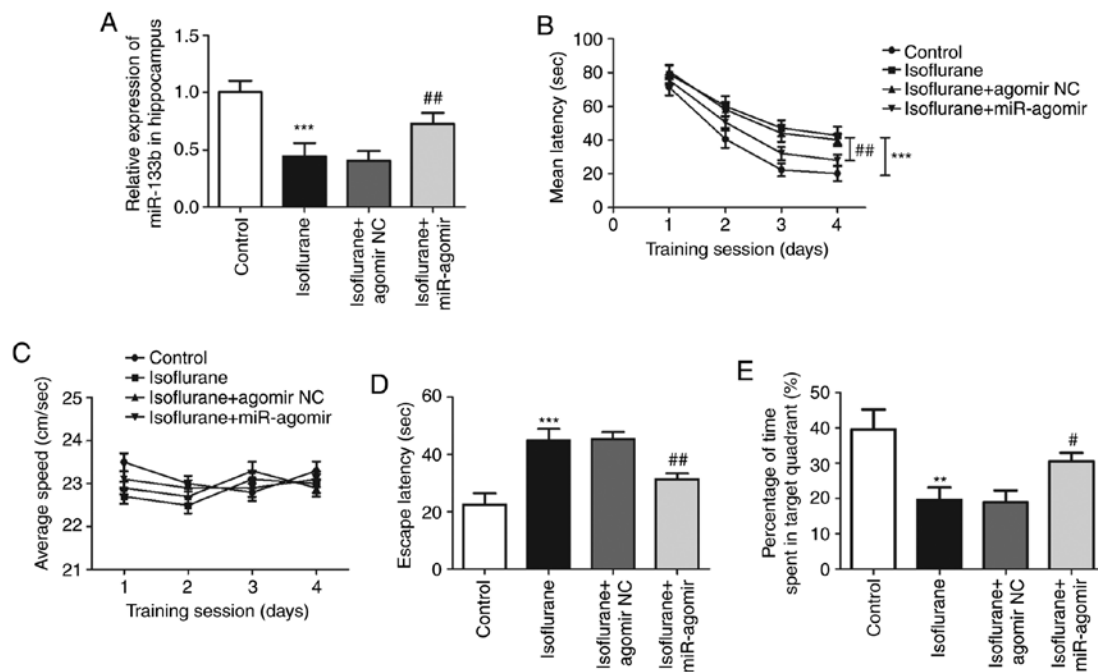 A
Relative expression of
miR-133b in hippocampus
1.5
1.0
0.5
0.0
***
##
Control
Isoflurane
Isoflurane+
agomir NC
Isoflurane+
miR-agomir
B
Mean latency (sec)
100
80
60
40
20
0
0 1 2 3 4
Training session (days)
Control
Isoflurane
Isoflurane+agomir NC
Isoflurane+miR-agomir
## ***
C
Control
Isoflurane
Isoflurane+agomir NC
Isoflurane+miR-agomir
Average speed (cm/sec)
25
24
23
22
21
1 2 3 4
Training session (days)
D
Escape latency (sec)
60
40
20
0
***
##
Control
Isoflurane
Isoflurane+
agomir NC
Isoflurane+
miR-agomir
E
Percentage of time
spent in target quadrant (%)
50
40
30
20
10
0
**
#
Control
Isoflurane
Isoflurane+
agomir NC
Isoflurane+
miR-agomir